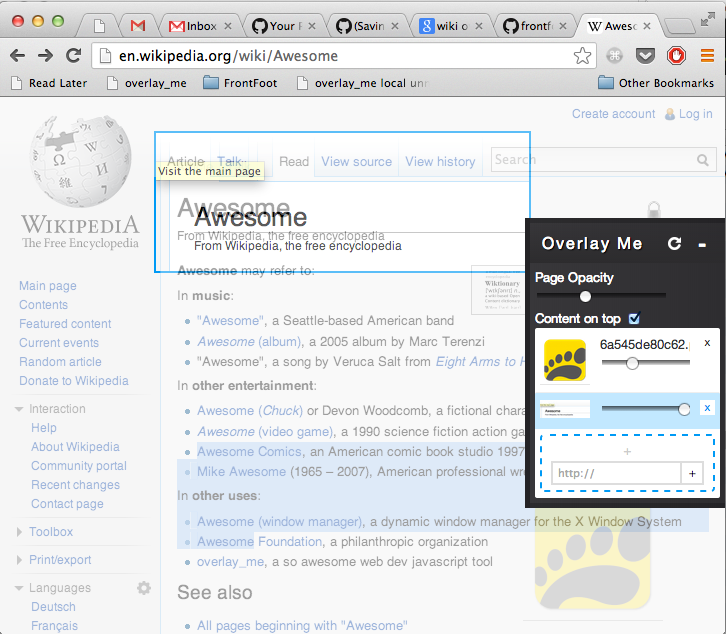 Inbox
Your
(Savin
wiki o
frontf
Awes
en.wikipedia.org/wiki/Awesome
Read Later
overlay_me
FrontFoot
overlay_me local unn
Other Bookmarks
Create account
Log in
Article
Talk
Read
View source
View history
Search
Visit the main page
WIKIPEDIA
The Free Encyclopedia
Awesome
From Wikipedia, the free encyclopedia
Awesome
From Wikipedia, the free encyclopedia
Main page
Contents
Featured content
Current events
Random article
Donate to Wikipedia
Interaction
Help
About Wikipedia
Community portal
Recent changes
Contact page
Toolbox
Print/export
Languages
Deutsch
Français
Awesome may refer to:
In music:
"Awesome", a Seattle-based American band
Awesome (album), a 2005 album by Marc Terenzi
"Awesome", a song by Veruca Salt from Eight Arms to H
In other entertainment:
Awesome (Chuck) or Devon Woodcomb, a fictional chara
Awesome (video game), a 1990 science fiction action ga
Awesome Comics, an American comic book studio 1997
Mike Awesome (1965 – 2007), American professional wre
In other uses:
Awesome (window manager), a dynamic window manager for the X Window System
Awesome Foundation, a philanthropic organization
overlay_me, a so awesome web dev javascript tool
See also
All pages beginning with "Awesome"
Wiktionary
Overlay Me
-
Page Opacity
Content on top
6a545de80c62.
x
x
+
http://
+